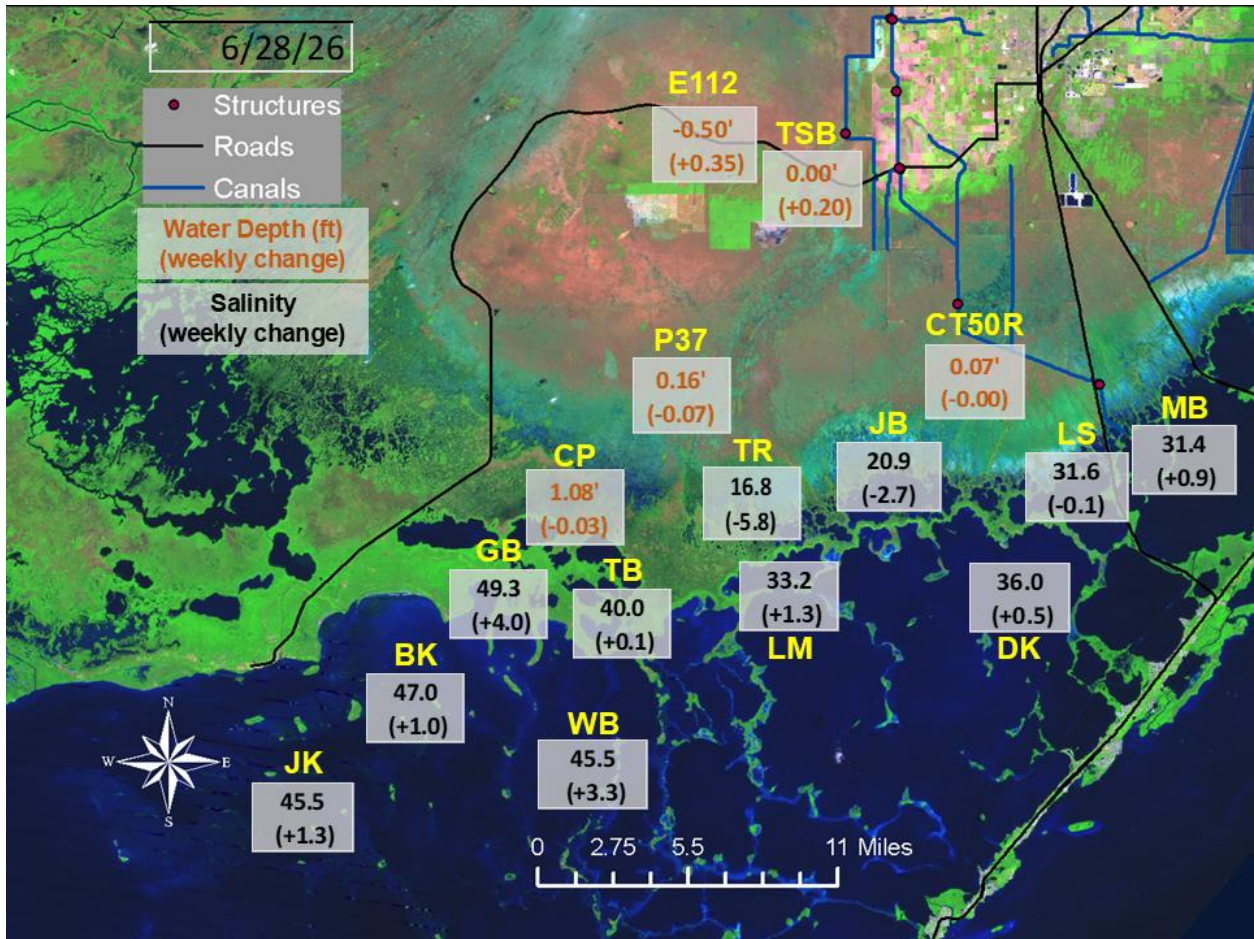 6/28/26
Structures
Roads
Canals
Water Depth (ft)
(weekly change)
Salinity
(weekly change)
E112
-0.50'
(+0.35)
TSB
0.00'
(+0.20)
P37
0.16'
(-0.07)
CT50R
0.07'
(-0.00)
CP
1.08'
(-0.03)
TR
16.8
(-5.8)
JB
20.9
(-2.7)
LS
31.6
(-0.1)
MB
31.4
(+0.9)
GB
49.3
(+4.0)
TB
40.0
(+0.1)
33.2
(+1.3)
LM
36.0
(+0.5)
DK
BK
47.0
(+1.0)
WB
45.5
(+3.3)
JK
45.5
(+1.3)
N
W
E
S
0 2.75 5.5 11 Miles